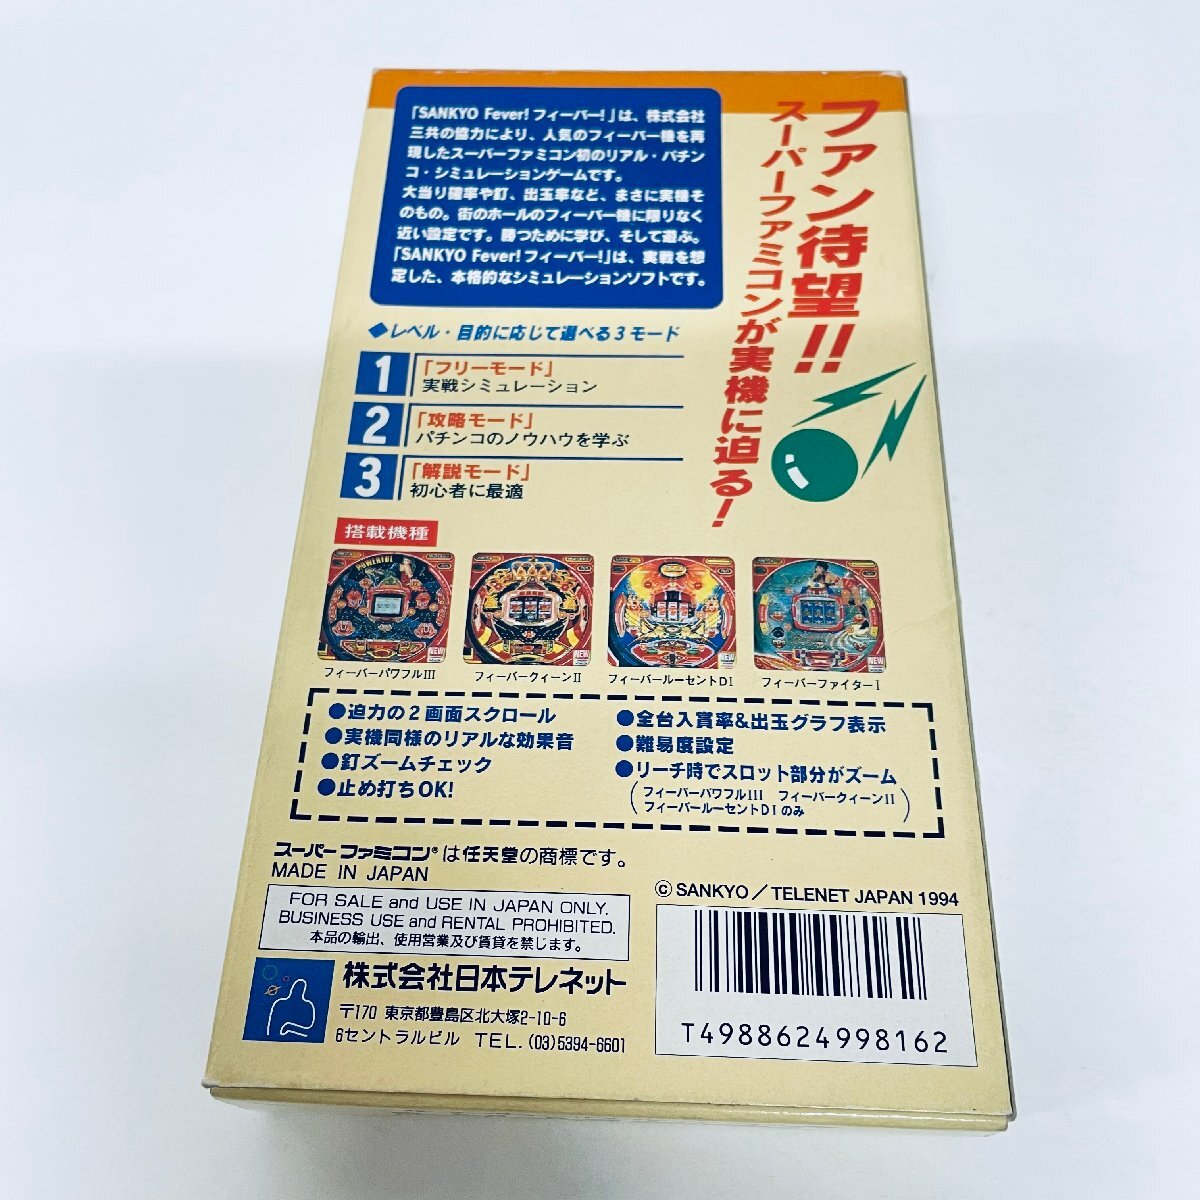 ファン待望!!
スーパーファミコンが実機に迫る!
「SANKYO Fever!フィーバー!」は、株式会社
三共の協力により、人気のフィーバー機を再
現したスーパーファミコン初のリアル・パチン
コ・シミュレーションゲームです。
大当り確率や釘、出玉率など、まさに実機そ
のもの。街のホールのフィーバー機に限りなく
近い設定です。勝つために学び、そして遊ぶ。
「SANKYO Fever!フィーバー!」は、実戦を想
定した、本格的なシミュレーションソフトです。
◆レベル・目的に応じて選べる3モード
1
「フリーモード」
実戦シミュレーション
2
「攻略モード」
パチンコのノウハウを学ぶ
3
「解説モード」
初心者に最適
搭載機種
POWERFUL
NEW
NEW
NEW
NEW
フィーバーパワフルIII
フィーバークィーンII
フィーバールーセントDI
フィーバーファイターI
●迫力の2画面スクロール
●実機同様のリアルな効果音
●釘ズームチェック
●止め打ちOK!
●全台入賞率&出玉グラフ表示
●難易度設定
●リーチ時でスロット部分がズーム
(フィーバーパワフルIII フィーバークィーンII
フィーバールーセントDIのみ)
スーパーファミコン®は任天堂の商標です。
MADE IN JAPAN
FOR SALE and USE IN JAPAN ONLY.
BUSINESS USE and RENTAL PROHIBITED.
本品の輸出、使用営業及び賃貸を禁じます。
株式会社日本テレネット
〒170 東京都豊島区北大塚2-10-6
6セントラルビル TEL.(03)5394-6601
© SANKYO/TELENET JAPAN 1994
T4988624998162